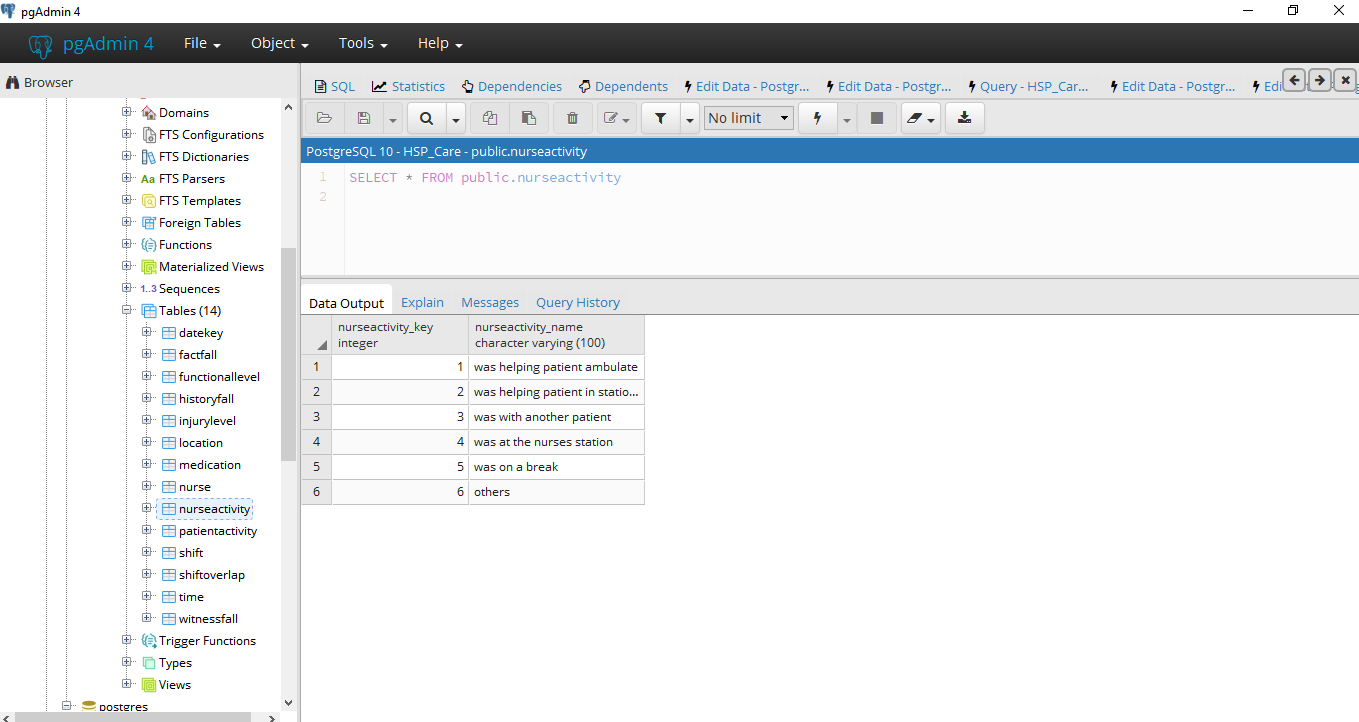 pgAdmin 4
pgAdmin 4 File Object Tools Help
Browser
Domains
FTS Configurations
FTS Dictionaries
Aa FTS Parsers
FTS Templates
Foreign Tables
Functions
Materialized Views
1..3 Sequences
Tables (14)
datekey
factfall
functionallevel
historyfall
injurylevel
location
medication
nurse
nurseactivity
patientactivity
shift
shiftoverlap
time
witnessfall
Trigger Functions
Types
Views
postgres
SQL Statistics Dependencies Dependents Edit Data - Postgr... Edit Data - Postgr... Query - HSP_Care... Edit Data - Postgr...
No limit
PostgreSQL 10 - HSP_Care - public.nurseactivity
1 SELECT * FROM public.nurseactivity
2
Data Output Explain Messages Query History
nurseactivity_key nurseactivity_name
integer character varying (100)
1 1 was helping patient ambulate
2 2 was helping patient in statio...
3 3 was with another patient
4 4 was at the nurses station
5 5 was on a break
6 6 others